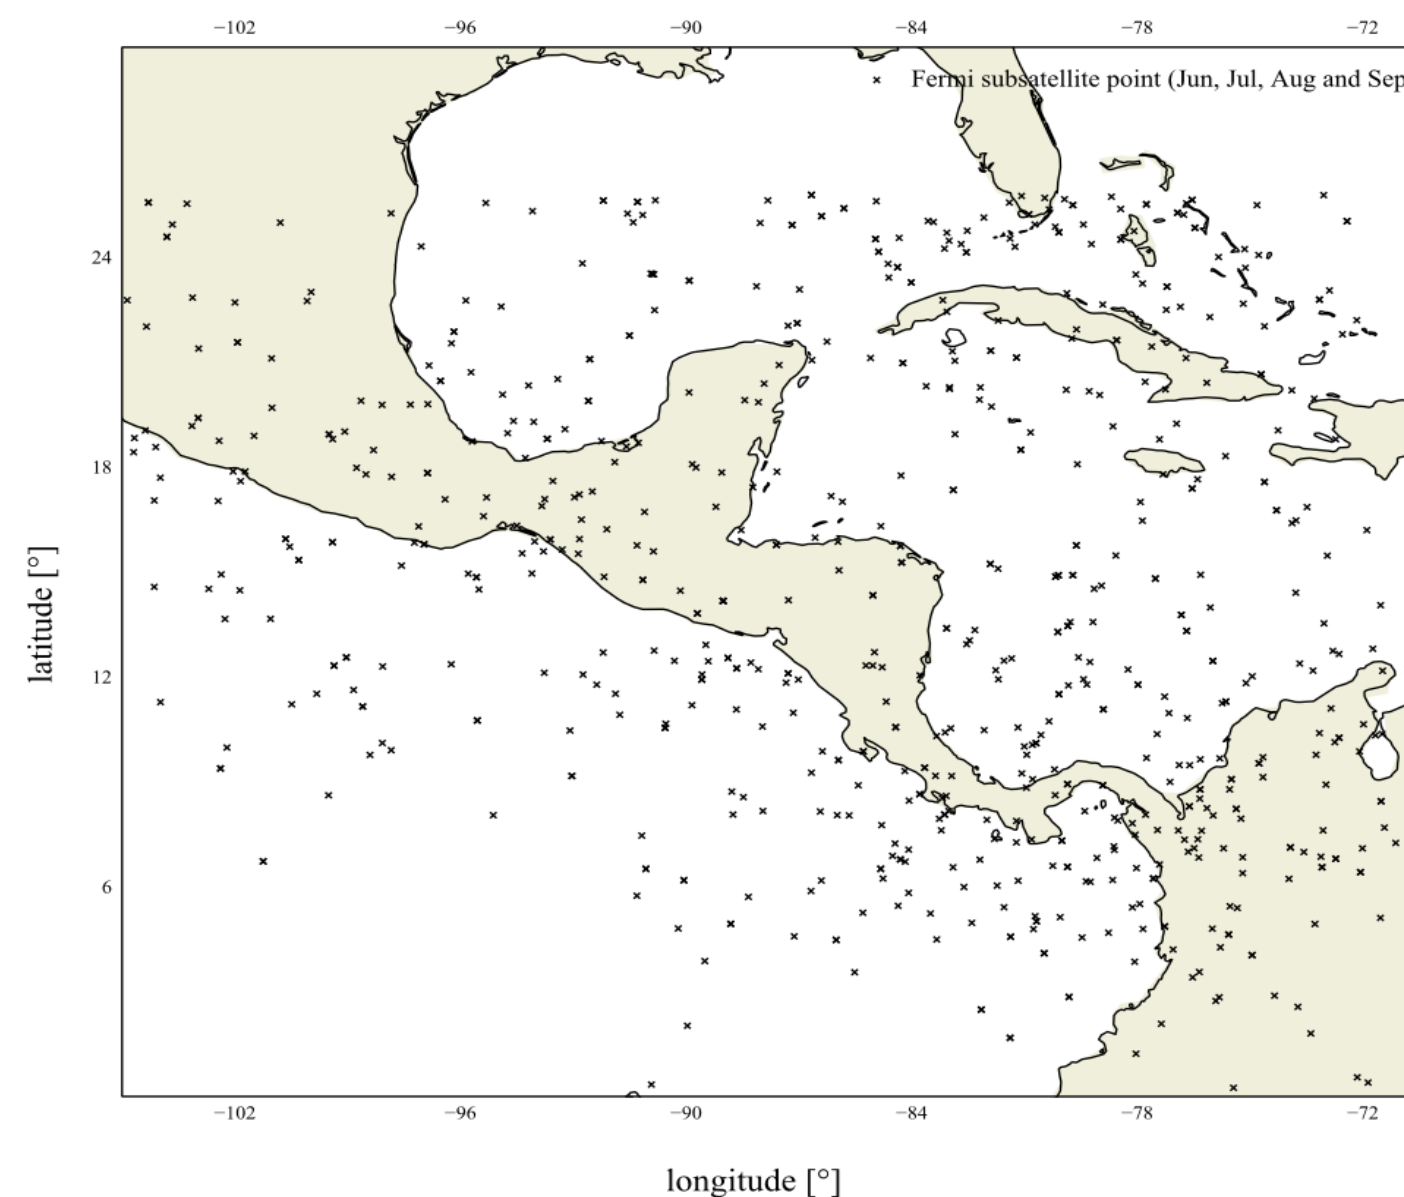 −102 −96 −90 −84 −78 −72
Fermi subsatellite point (Jun, Jul, Aug and Sep
24
18
12
6
latitude [°]
−102 −96 −90 −84 −78 −72
longitude [°]